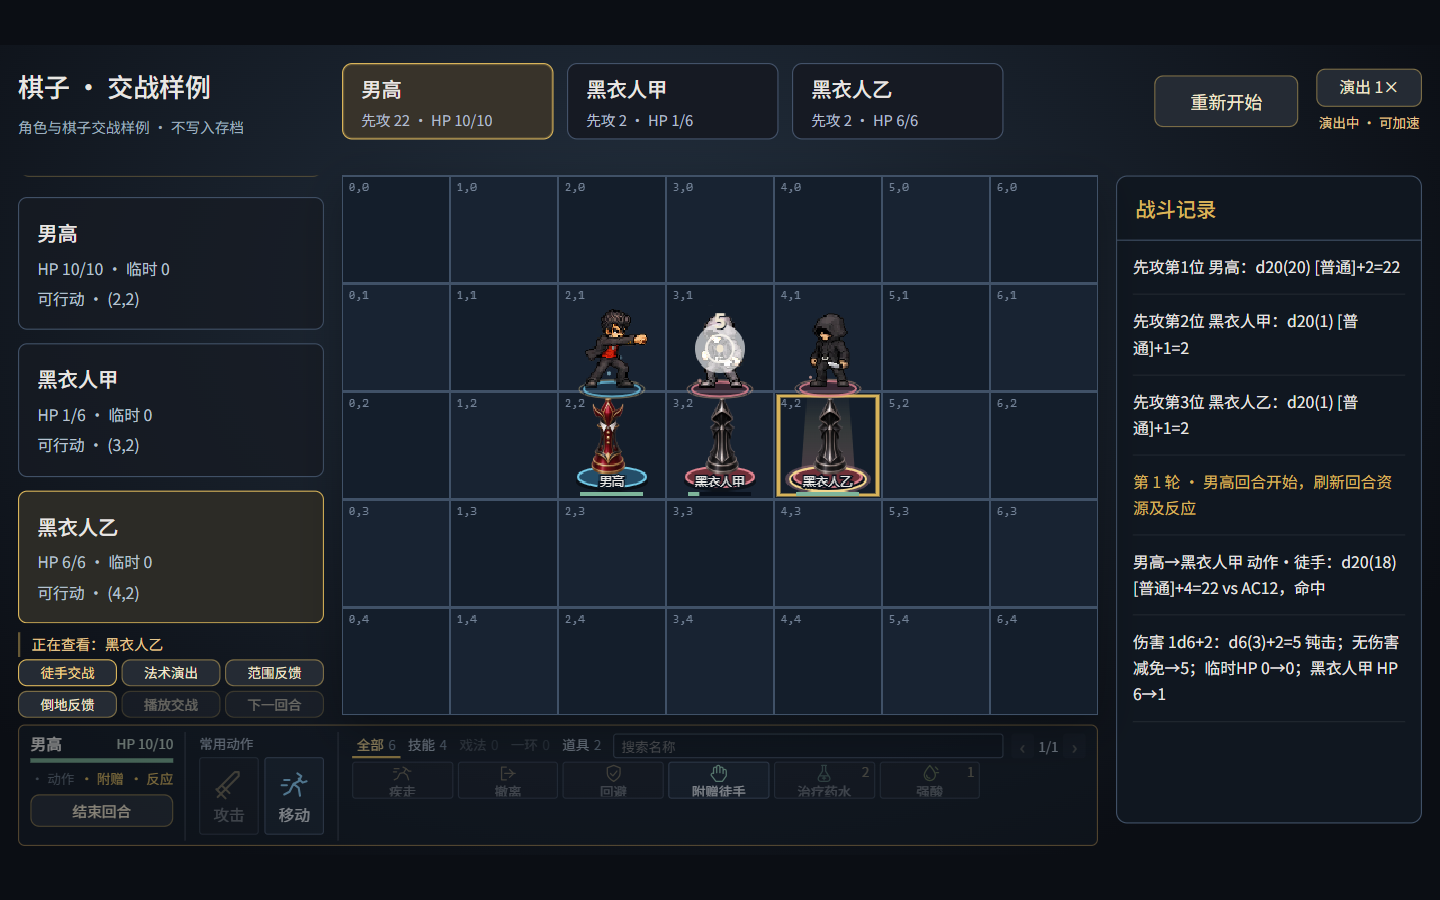 棋子 · 交战样例
角色与棋子交战样例 · 不写入存档
男高
先攻 22 · HP 10/10
黑衣人甲
先攻 2 · HP 1/6
黑衣人乙
先攻 2 · HP 6/6
重新开始
演出 1×
演出中 · 可加速
男高
HP 10/10 · 临时 0
可行动 · (2,2)
黑衣人甲
HP 1/6 · 临时 0
可行动 · (3,2)
黑衣人乙
HP 6/6 · 临时 0
可行动 · (4,2)
正在查看：黑衣人乙
徒手交战 法术演出 范围反馈
倒地反馈 播放交战 下一回合
0,0 1,0 2,0 3,0 4,0 5,0 6,0
0,1 1,1 2,1 3,1 4,1 5,1 6,1
5
0,2 1,2 2,2 3,2 4,2 5,2 6,2
男高 黑衣人甲 黑衣人乙
0,3 1,3 2,3 3,3 4,3 5,3 6,3
0,4 1,4 2,4 3,4 4,4 5,4 6,4
战斗记录
先攻第1位 男高：d20(20) [普通]+2=22
先攻第2位 黑衣人甲：d20(1) [普
通]+1=2
先攻第3位 黑衣人乙：d20(1) [普
通]+1=2
第 1 轮 · 男高回合开始，刷新回合资
源及反应
男高→黑衣人甲 动作·徒手：d20(18)
[普通]+4=22 vs AC12，命中
伤害 1d6+2：d6(3)+2=5 钝击；无伤害
减免→5；临时HP 0→0；黑衣人甲 HP
6→1
男高 HP 10/10
· 动作 · 附赠 · 反应
结束回合
常用动作
攻击 移动
全部 6 技能 4 戏法 0 一环 0 道具 2 搜索名称 ‹ 1/1 ›
疾走 撤离 回避 附赠徒手 治疗药水 2 强酸 1